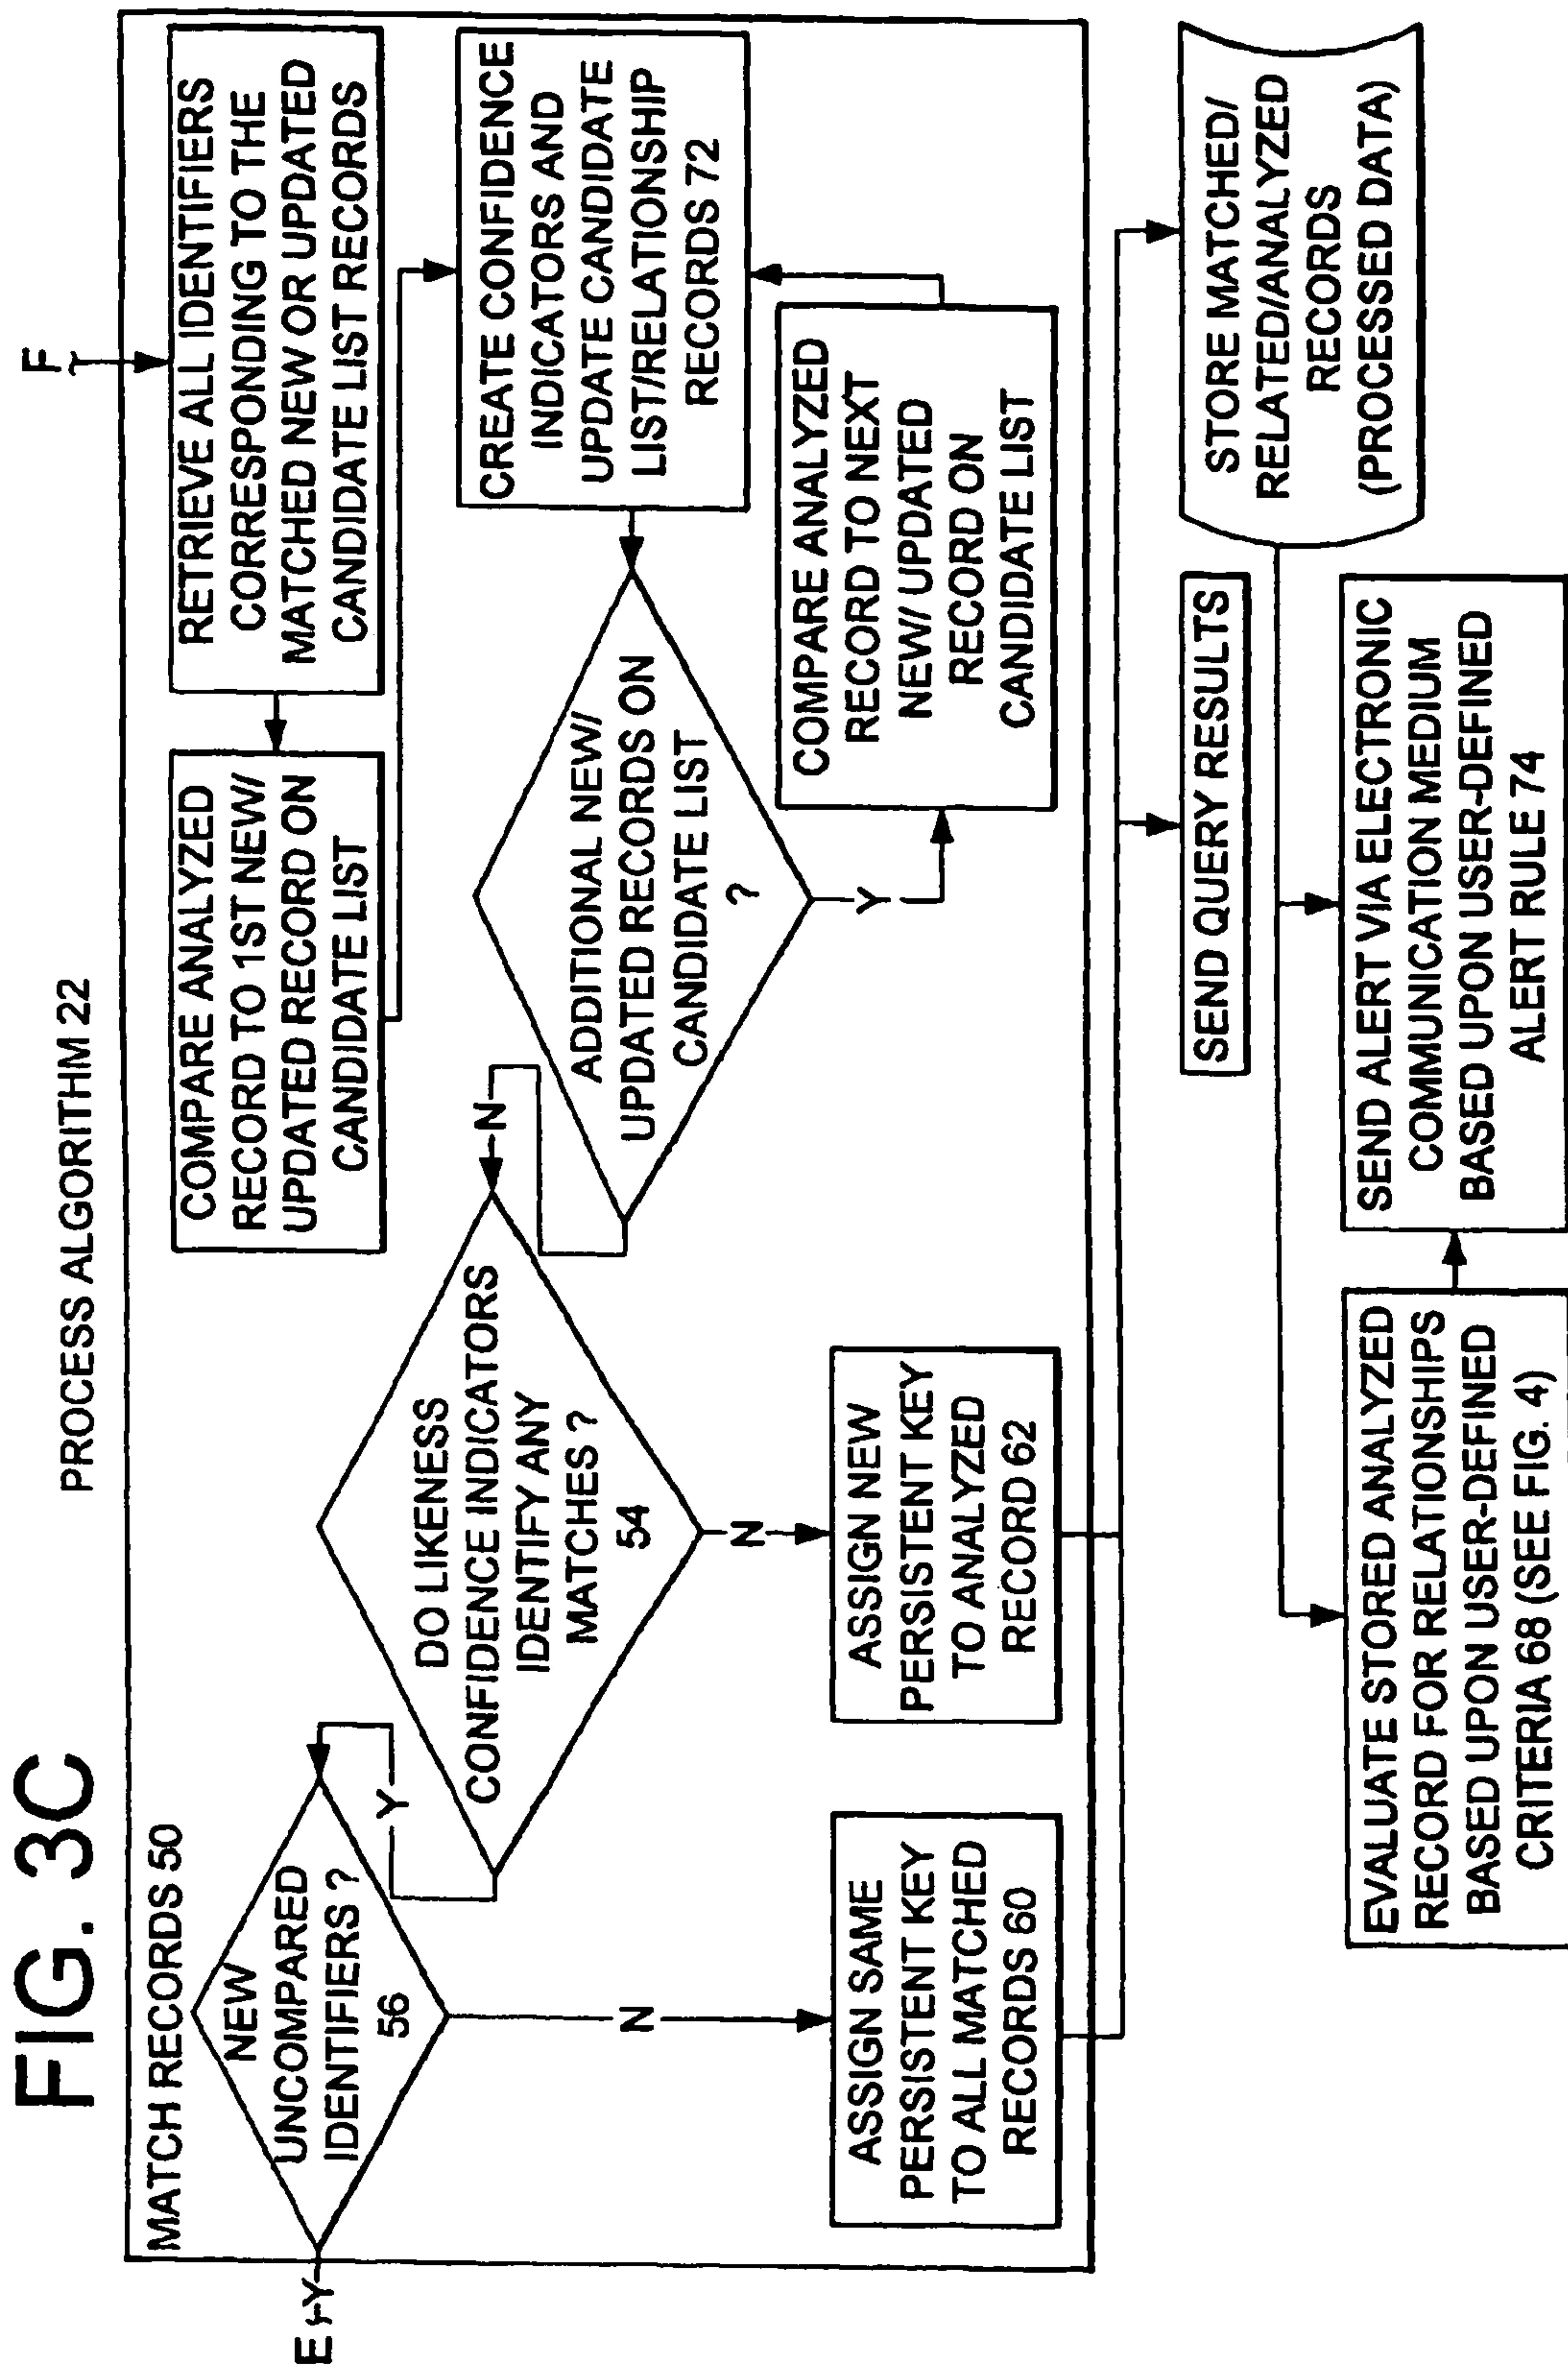 FIG. 3C
PROCESS ALGORITHM 22
MATCH RECORDS 50
F
RETRIEVE ALL IDENTIFIERS
CORRESPONDING TO THE
MATCHED NEW OR UPDATED
CANDIDATE LIST RECORDS
COMPARE ANALYZED
RECORD TO 1ST NEW/
UPDATED RECORD ON
CANDIDATE LIST
CREATE CONFIDENCE
INDICATORS AND
UPDATE CANDIDATE
LIST/RELATIONSHIP
RECORDS 72
ADDITIONAL NEW/
UPDATED RECORDS ON
CANDIDATE LIST
?
Y
COMPARE ANALYZED
RECORD TO NEXT
NEW/ UPDATED
RECORD ON
CANDIDATE LIST
N
DO LIKENESS
CONFIDENCE INDICATORS
IDENTIFY ANY
MATCHES ?
54
N
Y
NEW
UNCOMPARED
IDENTIFIERS ?
56
E
Y
N
ASSIGN SAME
PERSISTENT KEY
TO ALL MATCHED
RECORDS 60
ASSIGN NEW
PERSISTENT KEY
TO ANALYZED
RECORD 62
SEND QUERY RESULTS
STORE MATCHED/
RELATED/ANALYZED
RECORDS
(PROCESSED DATA)
EVALUATE STORED ANALYZED
RECORD FOR RELATIONSHIPS
BASED UPON USER-DEFINED
CRITERIA 68 (SEE FIG. 4)
SEND ALERT VIA ELECTRONIC
COMMUNICATION MEDIUM
BASED UPON USER-DEFINED
ALERT RULE 74